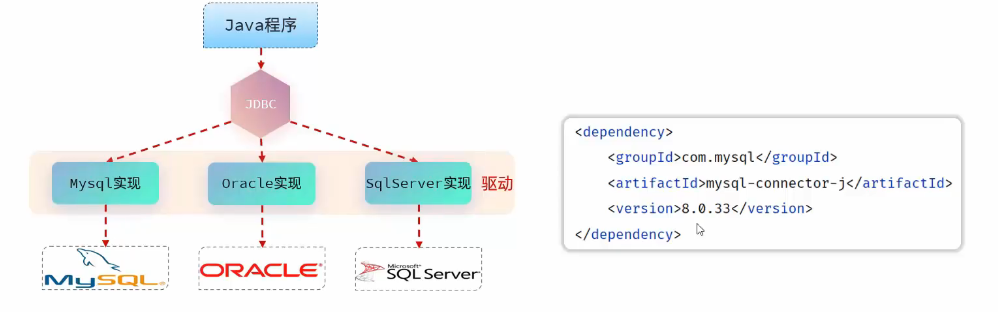 Java程序
JDBC
Mysql实现
Oracle实现
SqlServer实现
驱动
MySQL®
ORACLE®
Microsoft®
SQL Server
<dependency>
<groupId>com.mysql</groupId>
<artifactId>mysql-connector-j</artifactId>
<version>8.0.33</version>
</dependency>